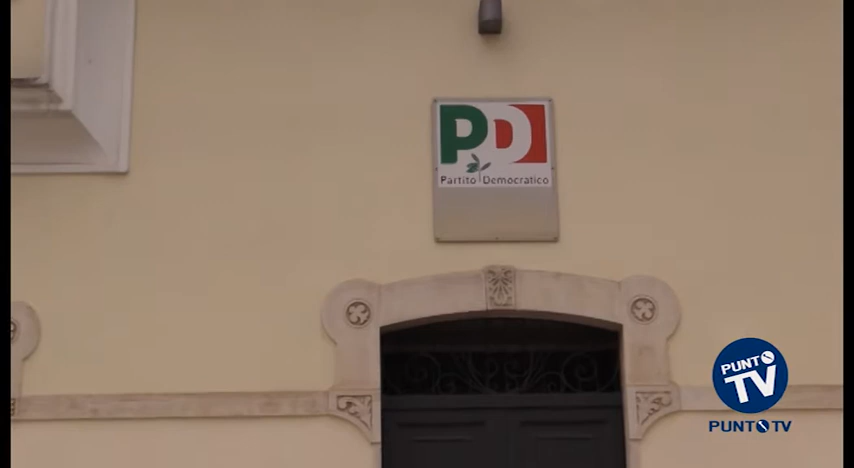 PD
Partito Democratico
PUNTO
TV
PUNTO TV